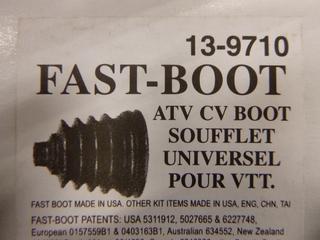 13-9710
FAST-BOOT
ATV CV BOOT
SOUFFLET
UNIVERSEL
POUR VTT.
FAST BOOT MADE IN USA. OTHER KIT ITEMS MADE IN USA, ENG, CHN, TAI
FAST-BOOT PATENTS: USA 5311912, 5027665 & 6227748,
European 0157559B1 & 0403163B1, Australian 634552, New Zealand